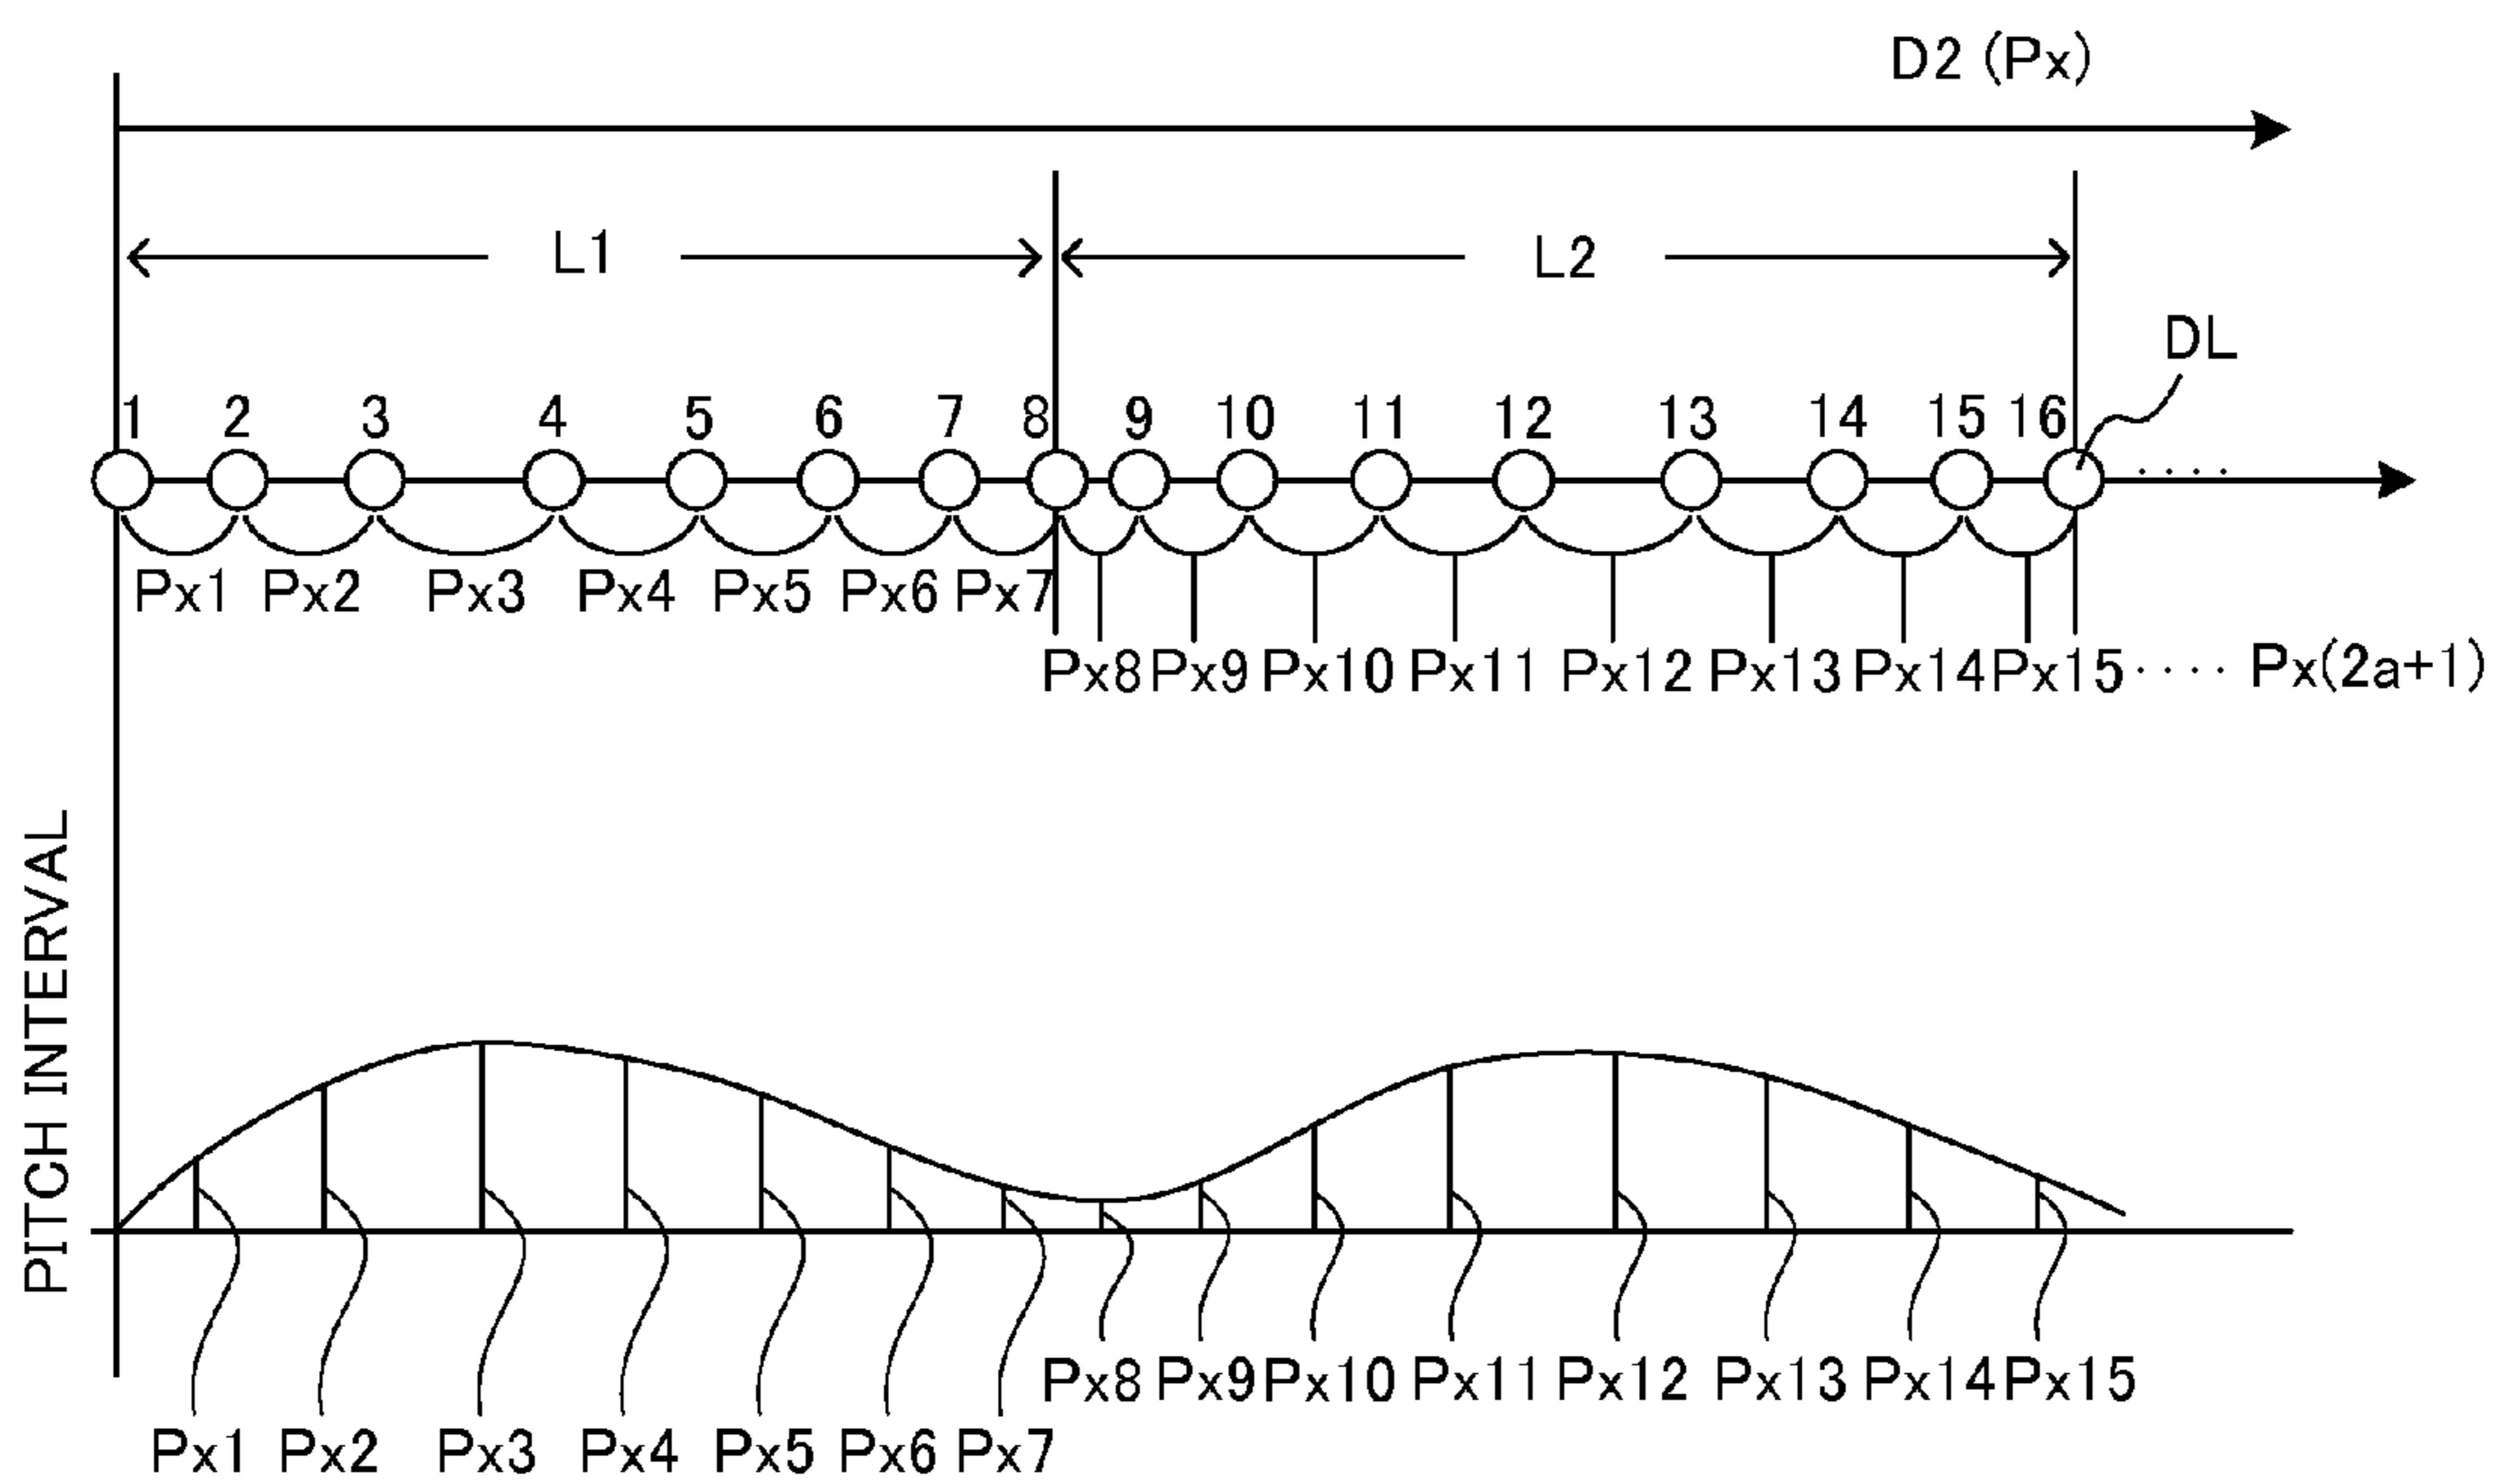 D2 (Px)
L1 L2
DL
1 2 3 4 5 6 7 8 9 10 11 12 13 14 15 16 ····
Px1 Px2 Px3 Px4 Px5 Px6 Px7
Px8 Px9 Px10 Px11 Px12 Px13 Px14 Px15 ···· Px(2a+1)
PITCH INTERVAL
Px8 Px9 Px10 Px11 Px12 Px13 Px14 Px15
Px1 Px2 Px3 Px4 Px5 Px6 Px7